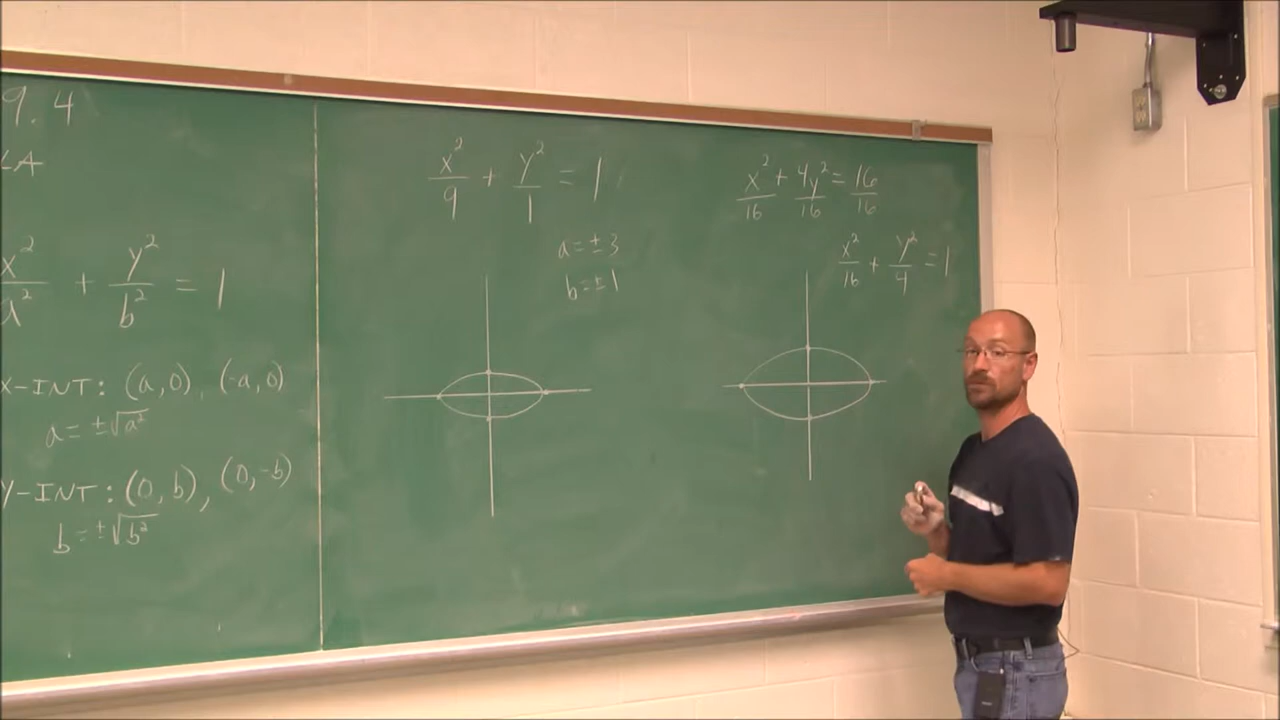 9.4
x²/a² + y²/b² = 1
X-INT: (a,0), (-a,0)
a = ±√a²
Y-INT: (0,b), (0,-b)
b = ±√b²
x²/9 + y²/1 = 1
a = ±3
b = ±1
x²/16 + 4y²/16 = 16/16
x²/16 + y²/4 = 1